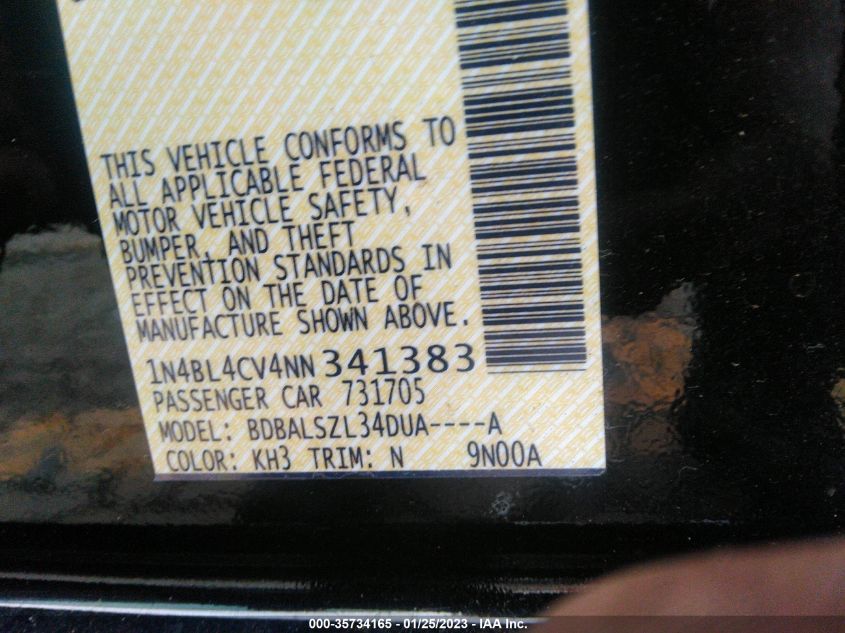 THIS VEHICLE CONFORMS TO
ALL APPLICABLE FEDERAL
MOTOR VEHICLE SAFETY,
BUMPER, AND THEFT
PREVENTION STANDARDS IN
EFFECT ON THE DATE OF
MANUFACTURE SHOWN ABOVE.
1N4BL4CV4NN341383
PASSENGER CAR 731705
MODEL: BDBALSZL34DUA----A
COLOR: KH3 TRIM: N 9N00A
000-35734165 - 01/25/2023 - IAA Inc.